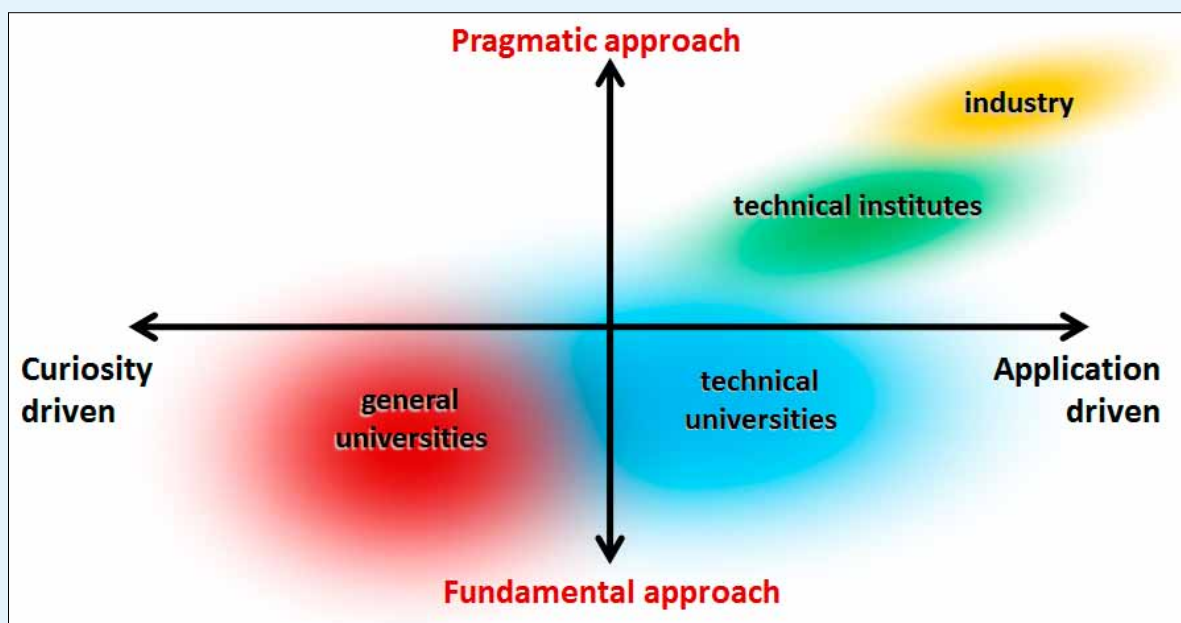 Pragmatic approach
industry
technical institutes
Curiosity
driven
general
universities
technical
universities
Application
driven
Fundamental approach